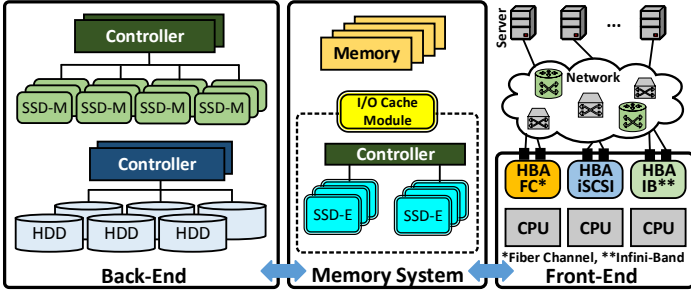 Controller
SSD-M SSD-M SSD-M SSD-M
Controller
HDD HDD HDD
Back-End
Memory
I/O Cache
Module
Controller
SSD-E SSD-E
Memory System
Server
...
Network
HBA
FC*
HBA
iSCSI
HBA
IB**
CPU CPU CPU
*Fiber Channel, **Infini-Band
Front-End